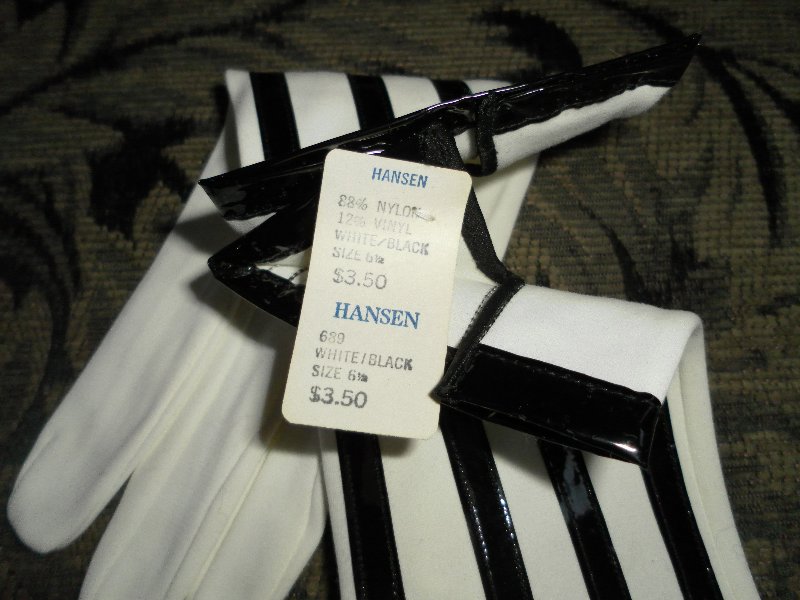 HANSEN
88% NYLON
12% VINYL
WHITE/BLACK
SIZE 6½
$3.50
HANSEN
689
WHITE/BLACK
SIZE 6½
$3.50